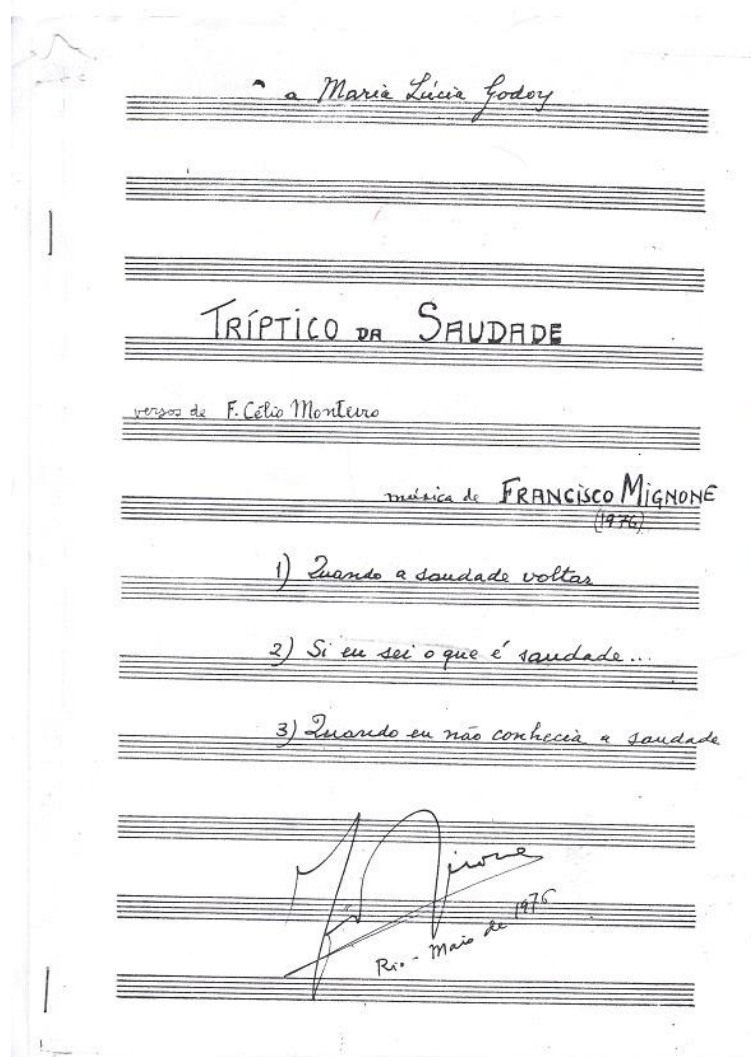 a Maria Lúcia Godoy
TRÍPTICO DA SAUDADE
versos de F. Célio Monteiro
música de FRANCISCO MIGNONE
(1976)
1) Quando a saudade voltar
2) Si eu sei o que é saudade...
3) Quando eu não conhecia a saudade
Rio - Maio de 1976